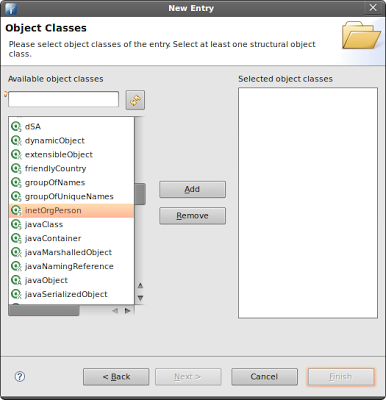 New Entry
Object Classes
Please select object classes of the entry. Select at least one structural object
class.
Available object classes
Selected object classes
dSA
dynamicObject
extensibleObject
friendlyCountry
groupOfNames
groupOfUniqueNames
inetOrgPerson
javaClass
javaContainer
javaMarshalledObject
javaNamingReference
javaObject
javaSerializedObject
Add
Remove
?
< Back
Next >
Cancel
Finish